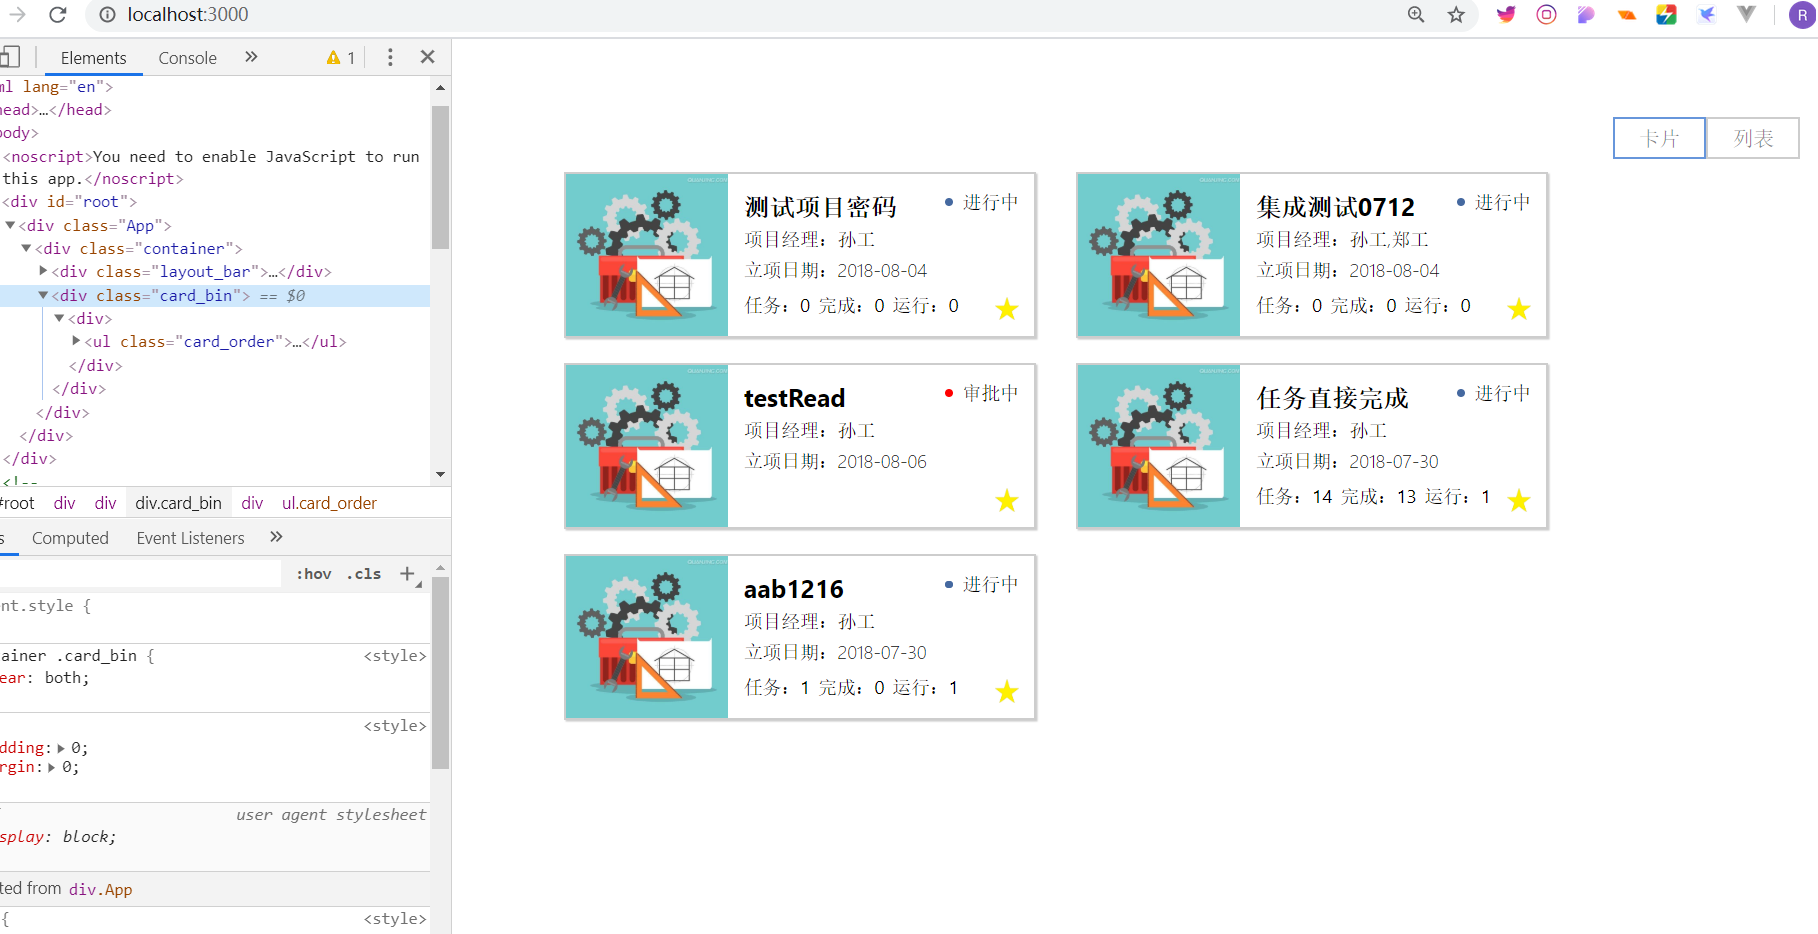 localhost:3000
R
Elements
Console
»
1
ml lang="en">
head>…</head>
body>
<noscript>You need to enable JavaScript to run
this app.</noscript>
<div id="root">
<div class="App">
<div class="container">
<div class="layout_bar">…</div>
<div class="card_bin"> == $0
<div>
<ul class="card_order">…</ul>
</div>
</div>
</div>
</div>
</div>
<!--
#root div div div.card_bin div ul.card_order
s Computed Event Listeners »
:hov .cls +
ent.style {
ainer .card_bin { <style>
ear: both;
<style>
dding: 0;
rgin: 0;
user agent stylesheet
splay: block;
ted from div.App
{ <style>
卡片 列表
测试项目密码 进行中
项目经理：孙工
立项日期：2018-08-04
任务：0 完成：0 运行：0
集成测试0712 进行中
项目经理：孙工,郑工
立项日期：2018-08-04
任务：0 完成：0 运行：0
testRead 审批中
项目经理：孙工
立项日期：2018-08-06
任务直接完成 进行中
项目经理：孙工
立项日期：2018-07-30
任务：14 完成：13 运行：1
aab1216 进行中
项目经理：孙工
立项日期：2018-07-30
任务：1 完成：0 运行：1